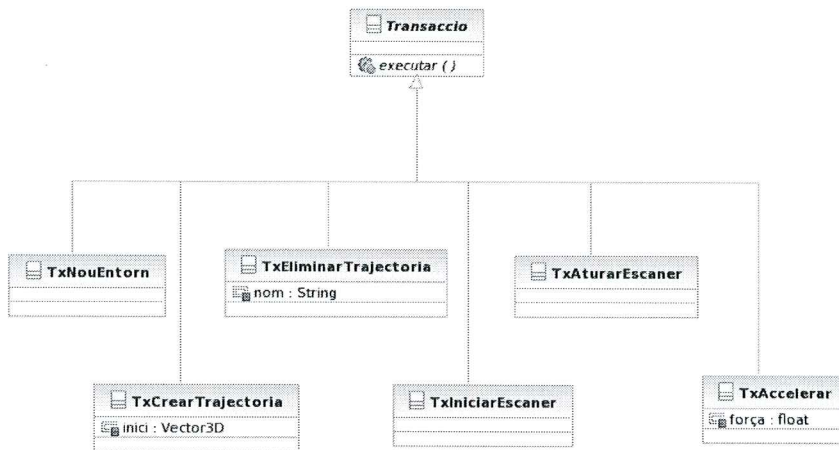 Transaccio
executar ( )
TxNouEntorn
TxEliminarTrajectoria
nom : String
TxAturarEscaner
TxCrearTrajectoria
inici : Vector3D
TxIniciarEscaner
TxAccelerar
força : float